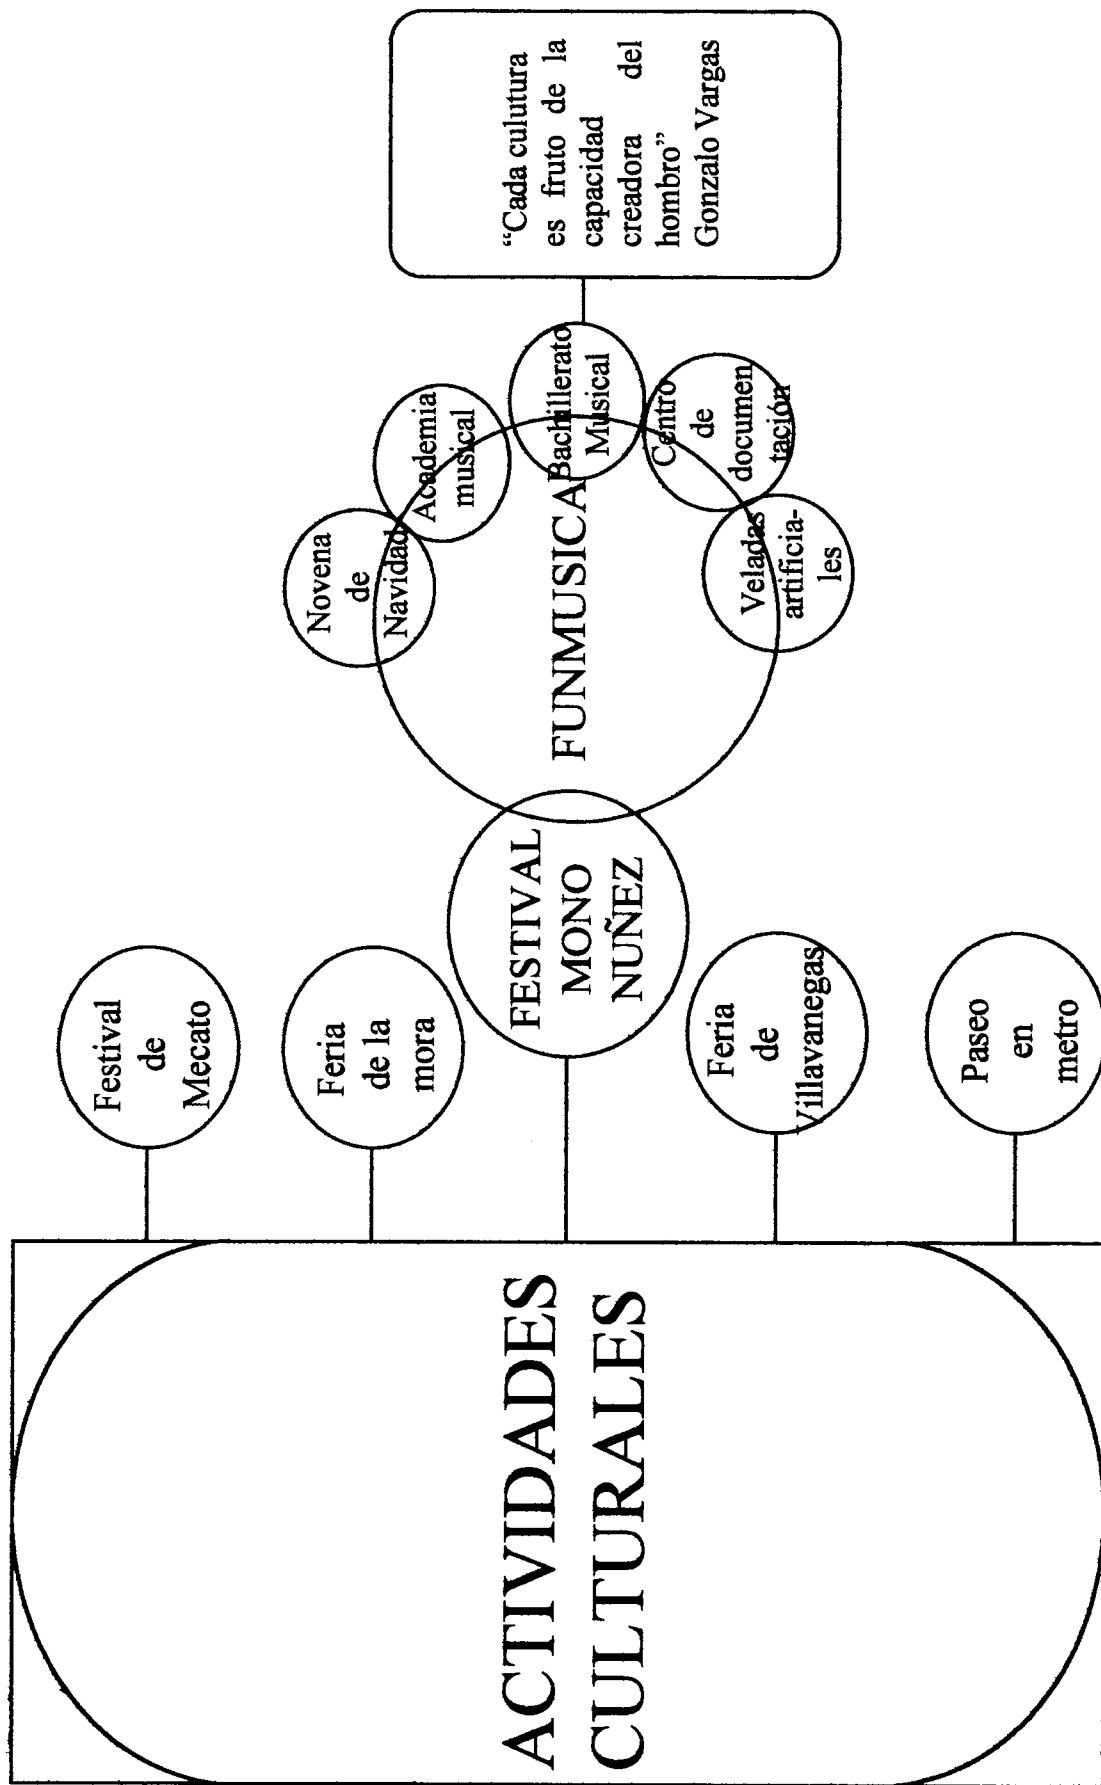 ACTIVIDADES
CULTURALES
Festival
de
Mecato
Feria
de la
mora
FESTIVAL
MONO
NUÑEZ
Feria
de
Villavanegas
Paseo
en
metro
FUNMUSICA
Novena
de
Navidad
Academia
musical
Bachillerato
Musical
Centro
de
documen
tación
Veladas
artificia-
les
“Cada culutura
es fruto de la
capacidad
creadora del
hombro”
Gonzalo Vargas